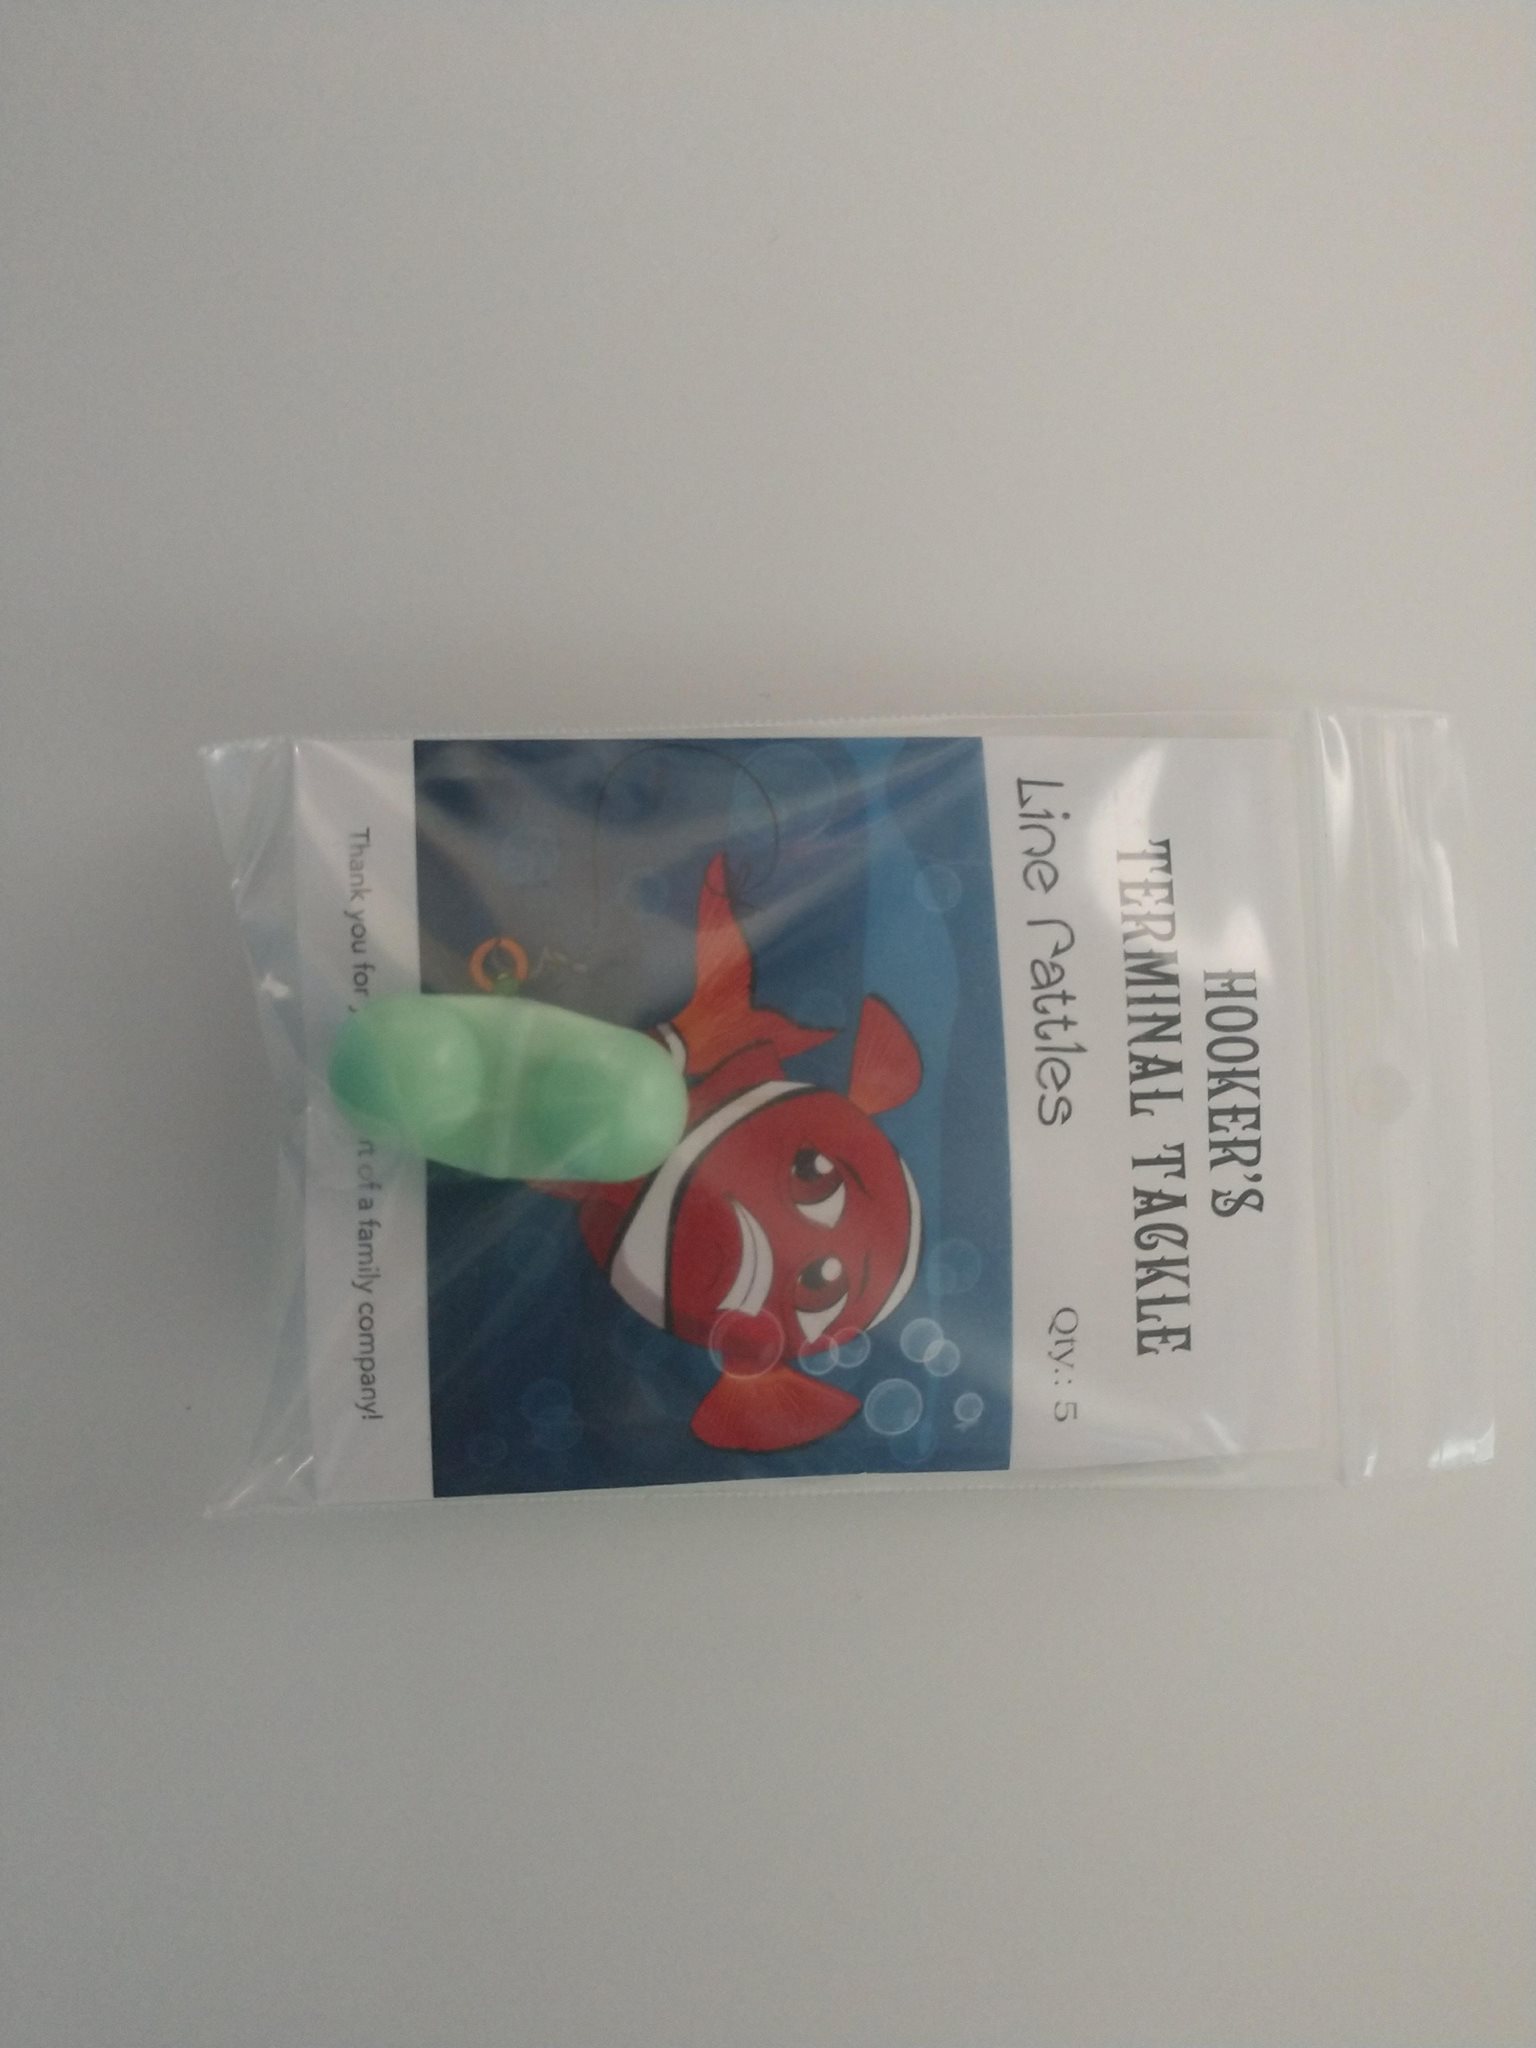 HOOKER'S
TERMINAL TACKLE
Line rattles Qty.: 5
Thank you for of a family company!